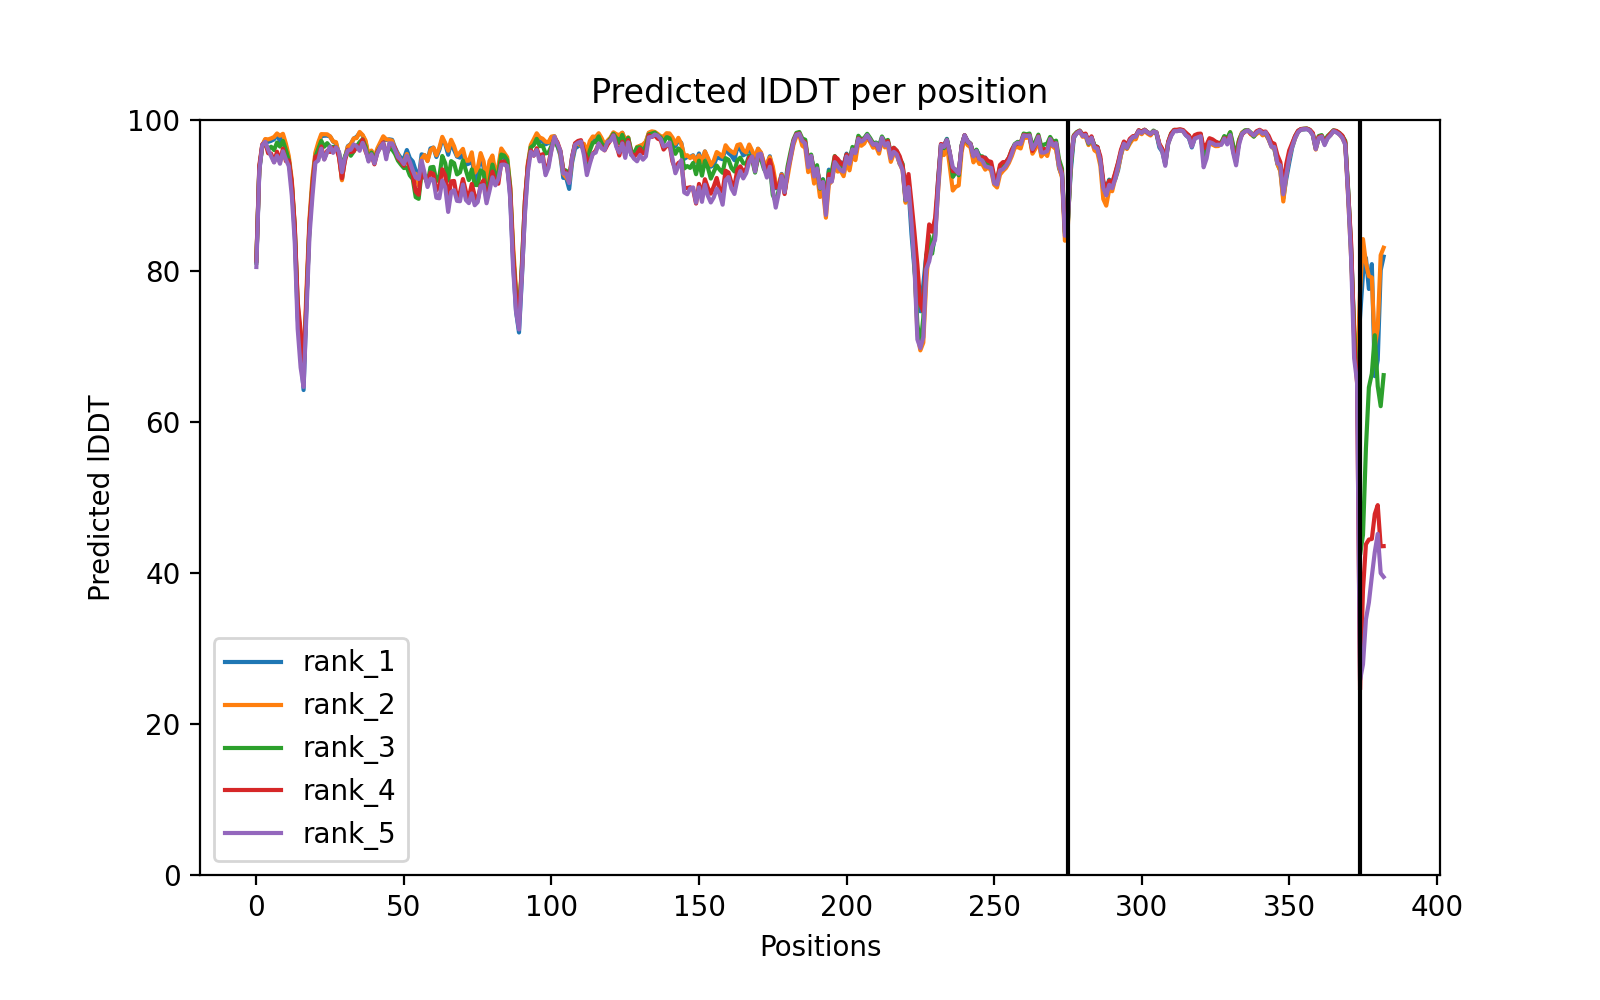 Predicted lDDT per position
100
80
60
40
20
0
Predicted lDDT
rank_1
rank_2
rank_3
rank_4
rank_5
0 50 100 150 200 250 300 350 400
Positions